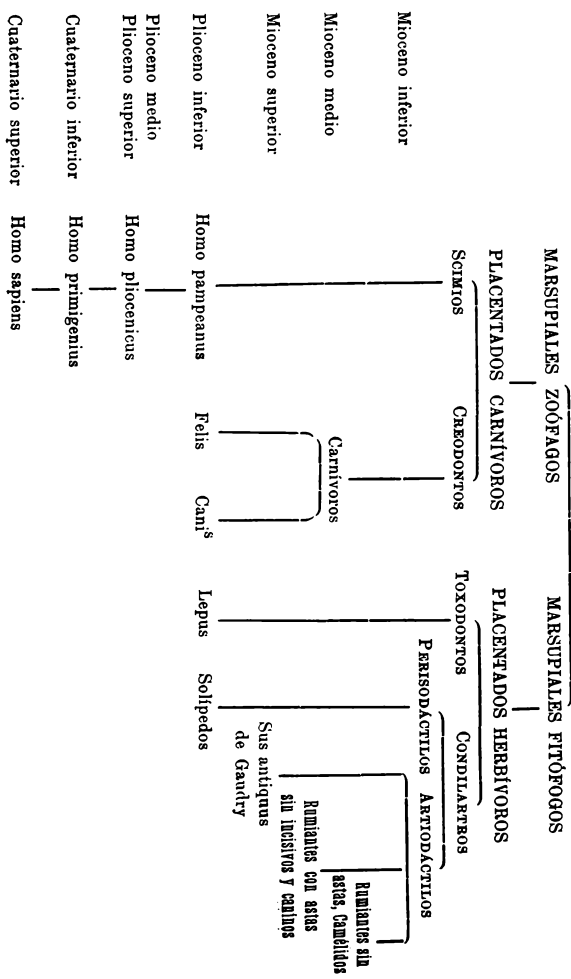 MARSUPIALES ZOÓFAGOS
MARSUPIALES FITÓFOGOS
PLACENTADOS CARNÍVOROS
PLACENTADOS HERBÍVOROS
SCIMIOS
CREODONTOS
TOXODONTOS
CONDILARTROS
Mioceno inferior
PERISODÁCTILOS
ARTIODÁCTILOS
Mioceno medio
Carnívoros
Rumiantes sin
astas, Camélidos
Mioceno superior
Rumiantes con astas
sin incisivos y caninos
Sus antiquus
de Gaudry
Plioceno inferior
Homo pampeanus
Felis
Canis
Lepus
Solípedos
Plioceno medio
Plioceno superior
Homo pliocenicus
Cuaternario inferior
Homo primigenius
Cuaternario superior
Homo sapiens